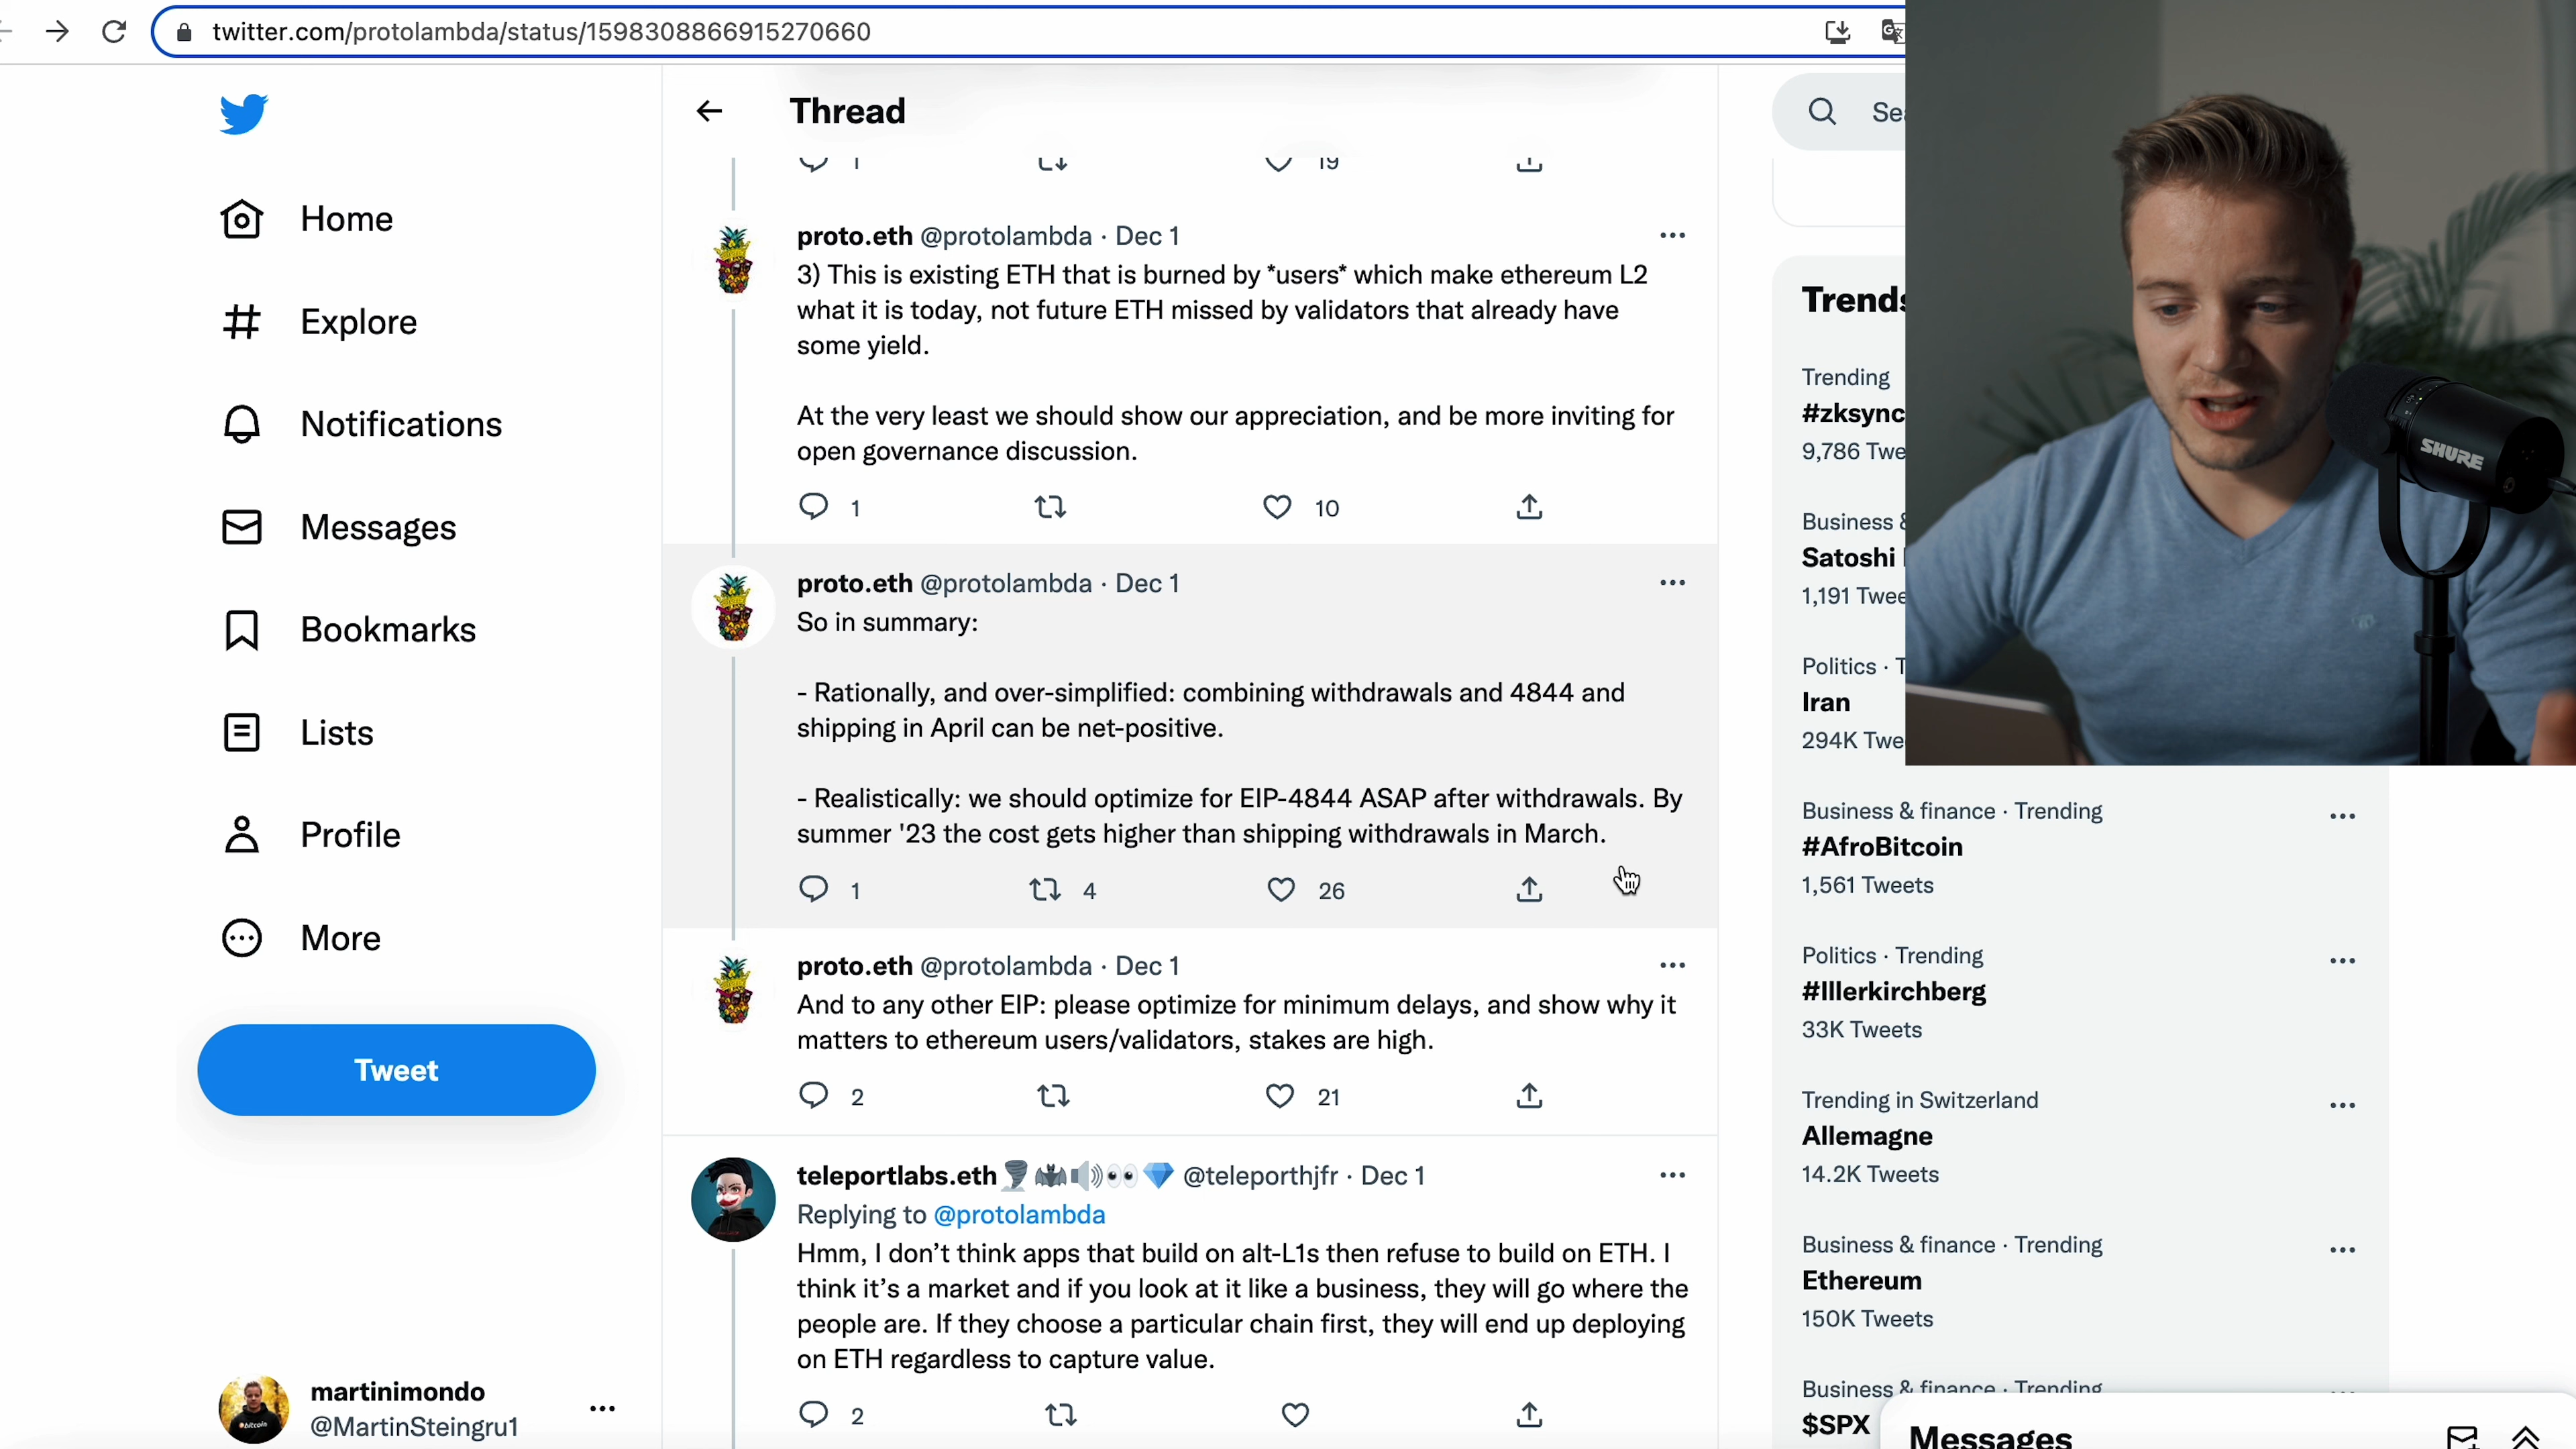 twitter.com/protolambda/status/1598308866915270660
Home
Explore
Notifications
Messages
Bookmarks
Lists
Profile
More
Tweet
martinimondo
@MartinSteingru1
Thread
1 19
proto.eth @protolambda · Dec 1
3) This is existing ETH that is burned by *users* which make ethereum L2
what it is today, not future ETH missed by validators that already have
some yield.
At the very least we should show our appreciation, and be more inviting for
open governance discussion.
1 10
proto.eth @protolambda · Dec 1
So in summary:
- Rationally, and over-simplified: combining withdrawals and 4844 and
shipping in April can be net-positive.
- Realistically: we should optimize for EIP-4844 ASAP after withdrawals. By
summer '23 the cost gets higher than shipping withdrawals in March.
1 4 26
proto.eth @protolambda · Dec 1
And to any other EIP: please optimize for minimum delays, and show why it
matters to ethereum users/validators, stakes are high.
2 21
teleportlabs.eth @teleporthjfr · Dec 1
Replying to @protolambda
Hmm, I don’t think apps that build on alt-L1s then refuse to build on ETH. I
think it’s a market and if you look at it like a business, they will go where the
people are. If they choose a particular chain first, they will end up deploying
on ETH regardless to capture value.
2
Trends
Trending
#zksync
9,786
Business &
Satoshi
1,191
Politics ·
Iran
294K
Business & finance · Trending
#AfroBitcoin
1,561 Tweets
Politics · Trending
#Illerkirchberg
33K Tweets
Trending in Switzerland
Allemagne
14.2K Tweets
Business & finance · Trending
Ethereum
150K Tweets
Business & finance · Trending
$SPX
Messages
SHURE